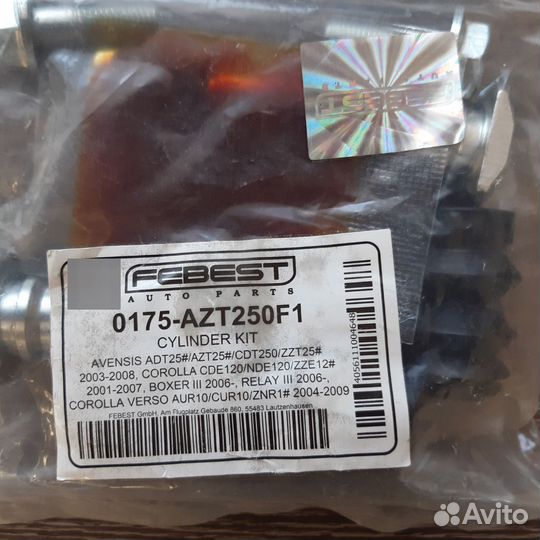 FEBEST
FEBEST
AUTO PARTS
0175-AZT250F1
CYLINDER KIT
AVENSIS ADT25#/AZT25#/CDT250/ZZT25#
2003-2008, COROLLA CDE120/NDE120/ZZE12#
2001-2007, BOXER III 2006-, RELAY III 2006-,
COROLLA VERSO AUR10/CUR10/ZNR1# 2004-2009
FEBEST GmbH, Am Flugplatz, Gebaude 860, 55483 Lautzenhausen
4056111004648
Avito